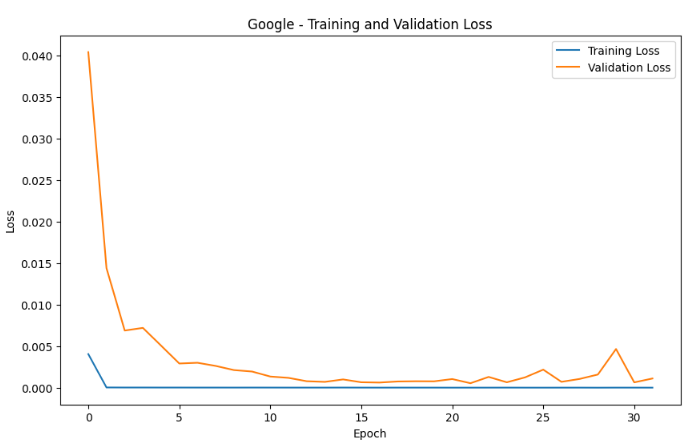 Google - Training and Validation Loss
Training Loss
Validation Loss
0.040
0.035
0.030
0.025
0.020
0.015
0.010
0.005
0.000
Loss
0 5 10 15 20 25 30
Epoch